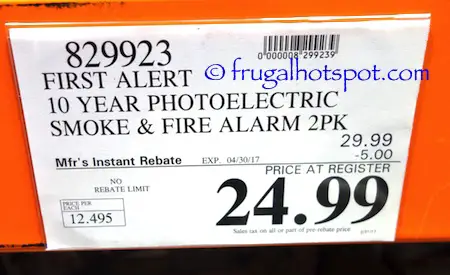 829923
0000008299239
FIRST ALERT
© frugalhotspot.com
10 YEAR PHOTOELECTRIC
SMOKE & FIRE ALARM 2PK
29.99
Mfr's Instant Rebate EXP. 04/30/17 -5.00
PRICE AT REGISTER
NO
REBATE LIMIT
24.99
PRICE PER
EACH
12.495
Sales tax on all or part of pre-rebate price